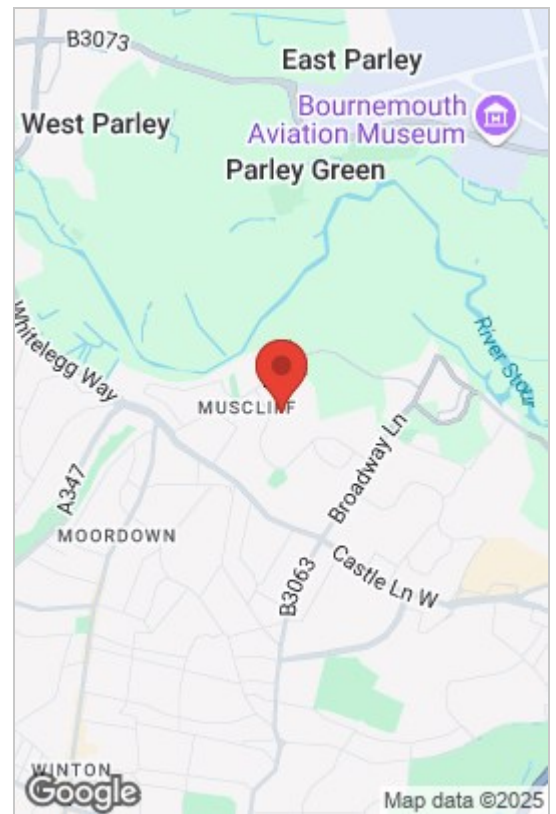 B3073
East Parley
Bournemouth
Aviation Museum
West Parley
Parley Green
Whitelegg Way
River Stour
MUSCLIFF
Broadway Ln
A347
MOORDOWN
Castle Ln W
B3063
WINTON
Google
Map data ©2025